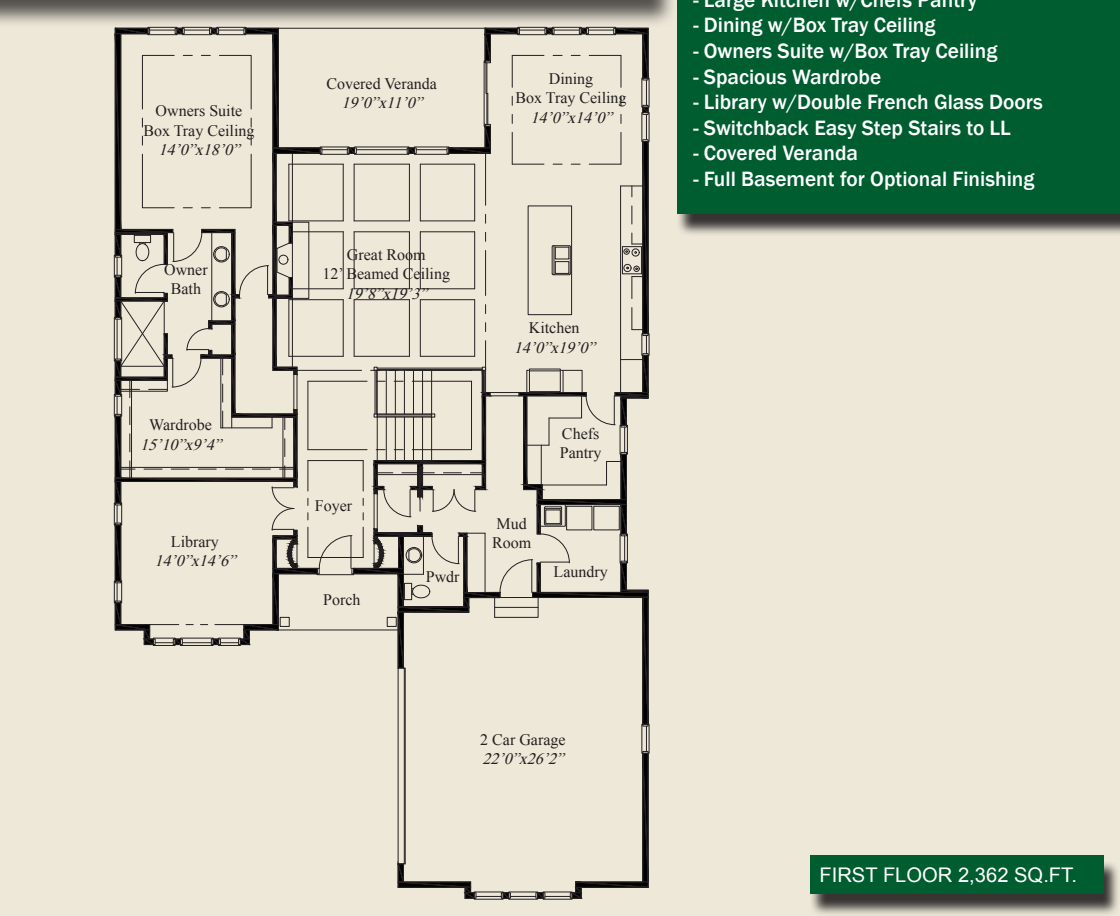 - Large Kitchen w/Chefs Pantry
- Dining w/Box Tray Ceiling
- Owners Suite w/Box Tray Ceiling
- Spacious Wardrobe
- Library w/Double French Glass Doors
- Switchback Easy Step Stairs to LL
- Covered Veranda
- Full Basement for Optional Finishing
Owners Suite
Box Tray Ceiling
14'0"x18'0"
Covered Veranda
19'0"x11'0"
Dining
Box Tray Ceiling
14'0"x14'0"
Great Room
12' Beamed Ceiling
19'8"x19'3"
Owner
Bath
Kitchen
14'0"x19'0"
Wardrobe
15'10"x9'4"
Chefs
Pantry
Foyer
Library
14'0"x14'6"
Mud
Room
Pwdr
Laundry
Porch
2 Car Garage
22'0"x26'2"
FIRST FLOOR 2,362 SQ.FT.